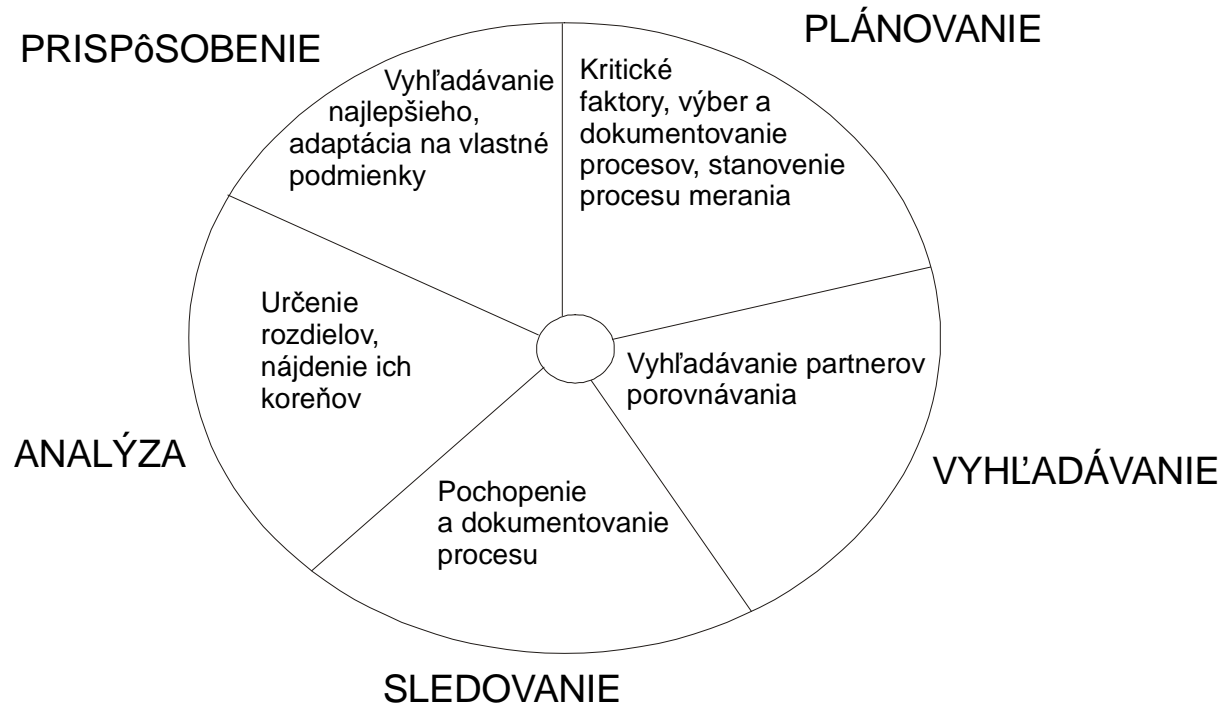 PLÁNOVANIE
Kritické
faktory, výber a
dokumentovanie
procesov, stanovenie
procesu merania
VYHĽADÁVANIE
Vyhľadávanie partnerov
porovnávania
SLEDOVANIE
Pochopenie
a dokumentovanie
procesu
ANALÝZA
Určenie
rozdielov,
nájdenie ich
koreňov
PRISPôSOBENIE
Vyhľadávanie
najlepšieho,
adaptácia na vlastné
podmienky